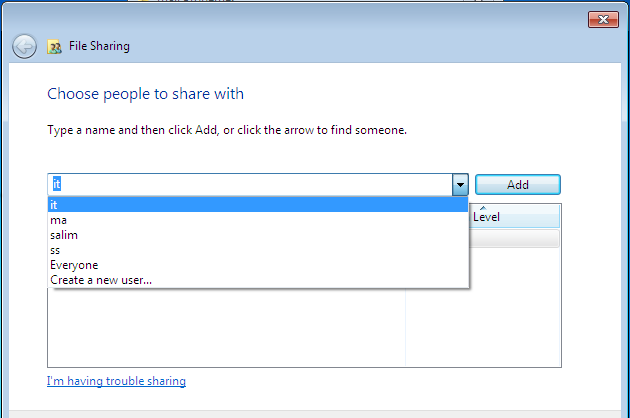 File Sharing
Choose people to share with
Type a name and then click Add, or click the arrow to find someone.
it
Add
it
ma
salim
ss
Everyone
Create a new user...
Level
I'm having trouble sharing